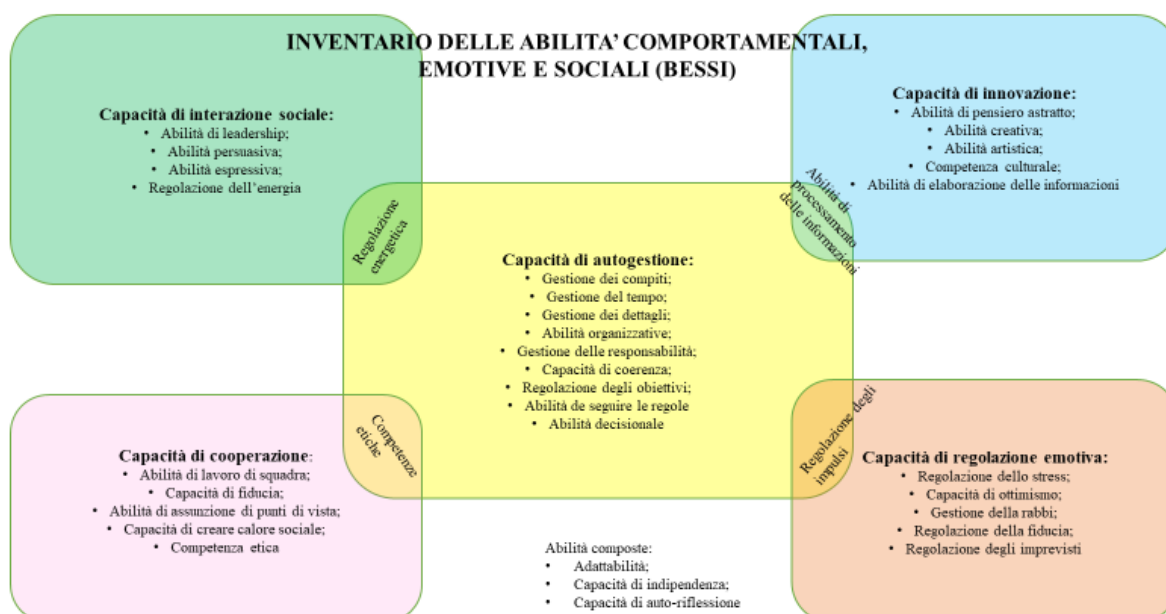 INVENTARIO DELLE ABILITA' COMPORTAMENTALI,
EMOTIVE E SOCIALI (BESSI)
Capacità di interazione sociale:
• Abilità di leadership;
• Abilità persuasiva;
• Abilità espressiva;
• Regolazione dell'energia
Capacità di innovazione:
• Abilità di pensiero astratto;
• Abilità creativa;
• Abilità artistica;
• Competenza culturale;
• Abilità di elaborazione delle informazioni
Regolazione
energetica
Abilità di
processamento
delle informazioni
Capacità di autogestione:
• Gestione dei compiti;
• Gestione del tempo;
• Gestione dei dettagli;
• Abilità organizzative;
• Gestione delle responsabilità;
• Capacità di coerenza;
• Regolazione degli obiettivi;
• Abilità de seguire le regole
• Abilità decisionale
Competenze
etiche
Regolazione degli
impulsi
Capacità di cooperazione:
• Abilità di lavoro di squadra;
• Capacità di fiducia;
• Abilità di assunzione di punti di vista;
• Capacità di creare calore sociale;
• Competenza etica
Capacità di regolazione emotiva:
• Regolazione dello stress;
• Capacità di ottimismo;
• Gestione della rabbi;
• Regolazione della fiducia;
• Regolazione degli imprevisti
Abilità composte:
• Adattabilità;
• Capacità di indipendenza;
• Capacità di auto-riflessione